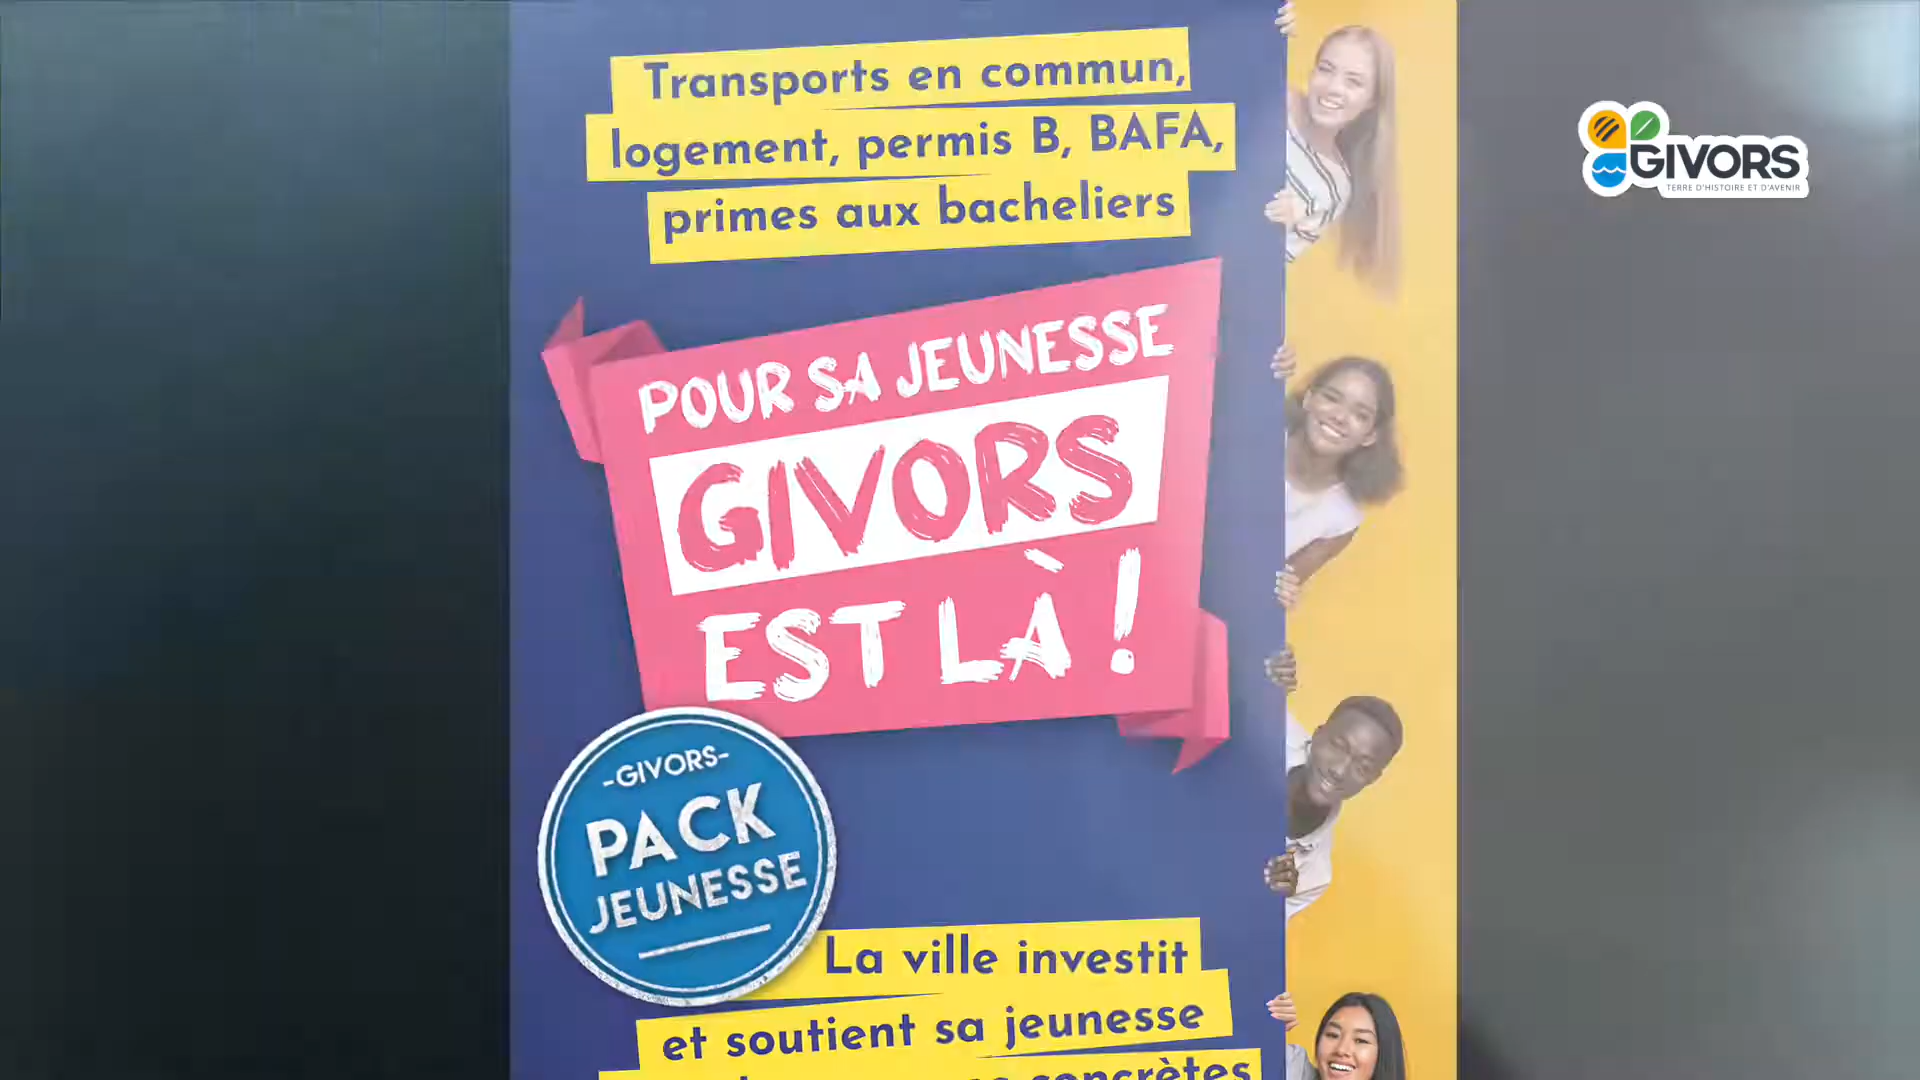 Transports en commun,
logement, permis B, BAFA,
primes aux bacheliers
GIVORS
TERRE D'HISTOIRE ET D'AVENIR
POUR SA JEUNESSE
GIVORS
EST LÀ !
-GIVORS-
PACK
JEUNESSE
La ville investit
et soutient sa jeunesse
concrètes